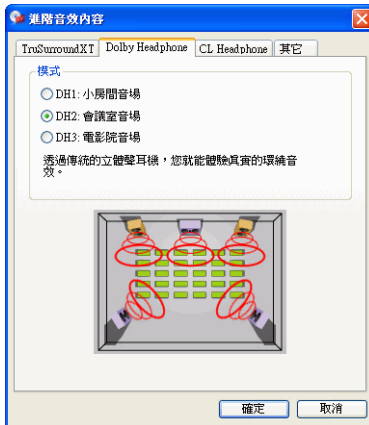 進階音效內容
TruSurroundXT Dolby Headphone CL Headphone 其它
模式
DH1: 小房間音場
DH2: 會議室音場
DH3: 電影院音場
透過傳統的立體聲耳機，您就能體驗真實的環繞音
效。
確定 取消